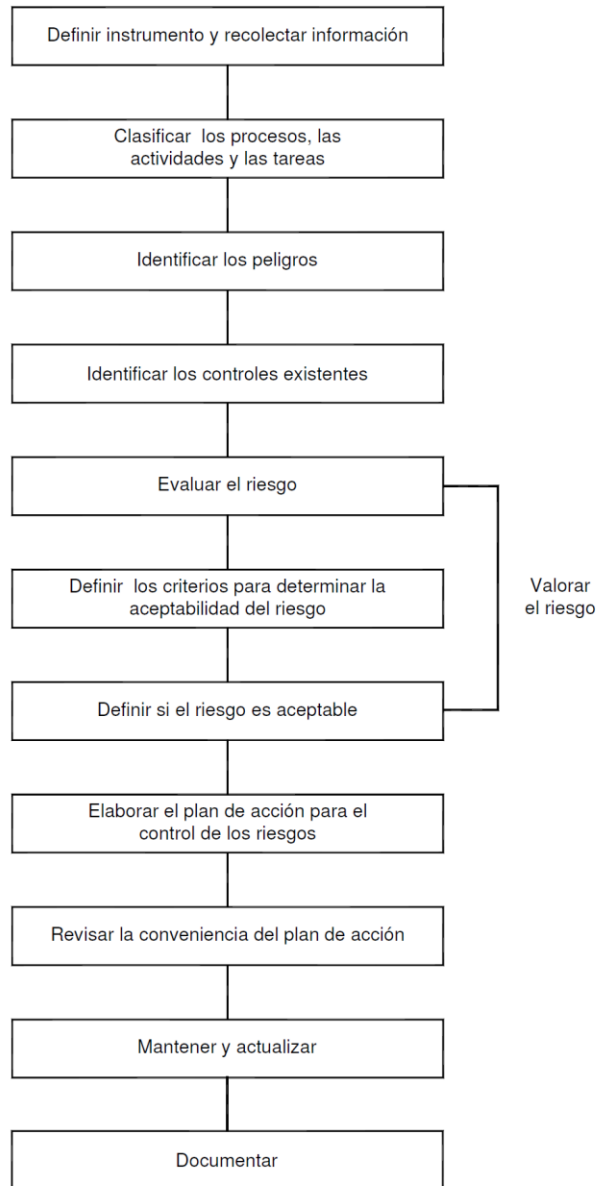 Definir instrumento y recolectar información
Clasificar los procesos, las
actividades y las tareas
Identificar los peligros
Identificar los controles existentes
Evaluar el riesgo
Definir los criterios para determinar la
aceptabilidad del riesgo
Valorar
el riesgo
Definir si el riesgo es aceptable
Elaborar el plan de acción para el
control de los riesgos
Revisar la conveniencia del plan de acción
Mantener y actualizar
Documentar